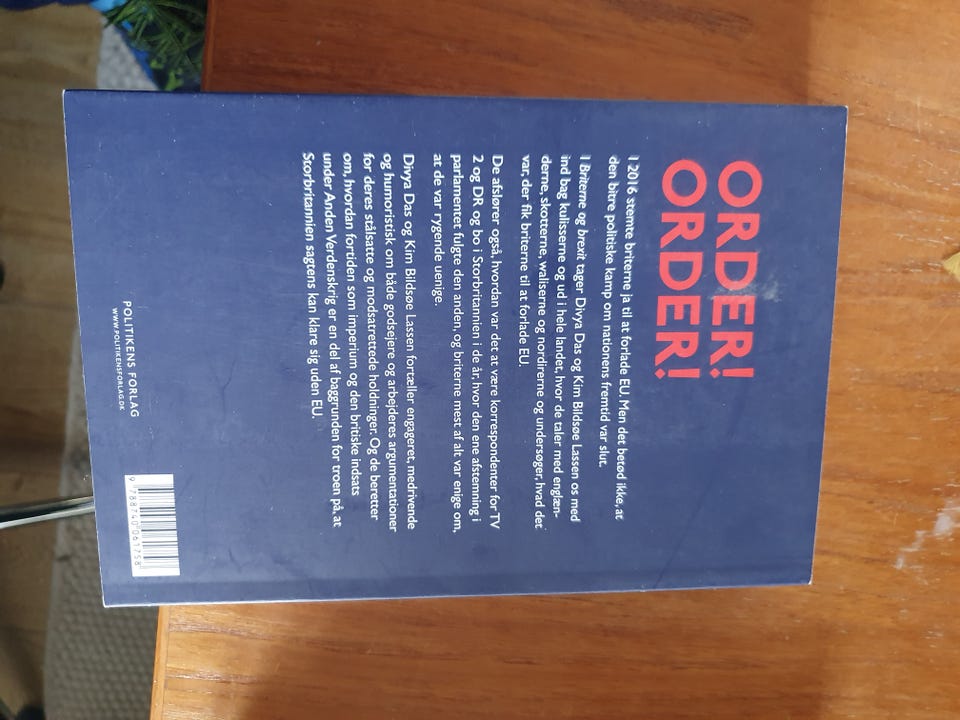 ORDER!
ORDER!
I 2016 stemte briterne ja til at forlade EU. Men det betød ikke, at
den bitre politiske kamp om nationens fremtid var slut.
I Briterne og brexit tager Divya Das og Kim Bildsøe Lassen os med
ind bag kulisserne og ud i hele landet, hvor de taler med englæn-
derne, skotterne, waliserne og nordirerne og undersøger, hvad det
var, der fik briterne til at forlade EU.
De afslører også, hvordan var det at være korrespondenter for TV
2 og DR og bo i Storbritannien i de år, hvor den ene afstemning i
parlamentet fulgte den anden, og briterne mest af alt var enige om,
at de var rygende uenige.
Divya Das og Kim Bildsøe Lassen fortæller engageret, medrivende
og humoristisk om både godsejere og arbejderes argumentationer
for deres stålsatte og modsatrettede holdninger. Og de beretter
om, hvordan fortiden som imperium og den britiske indsats
under Anden Verdenskrig er en del af baggrunden for troen på, at
Storbritannien sagtens kan klare sig uden EU.
POLITIKENS FORLAG
WWW.POLITIKENSFORLAG.DK
9 788740 061758